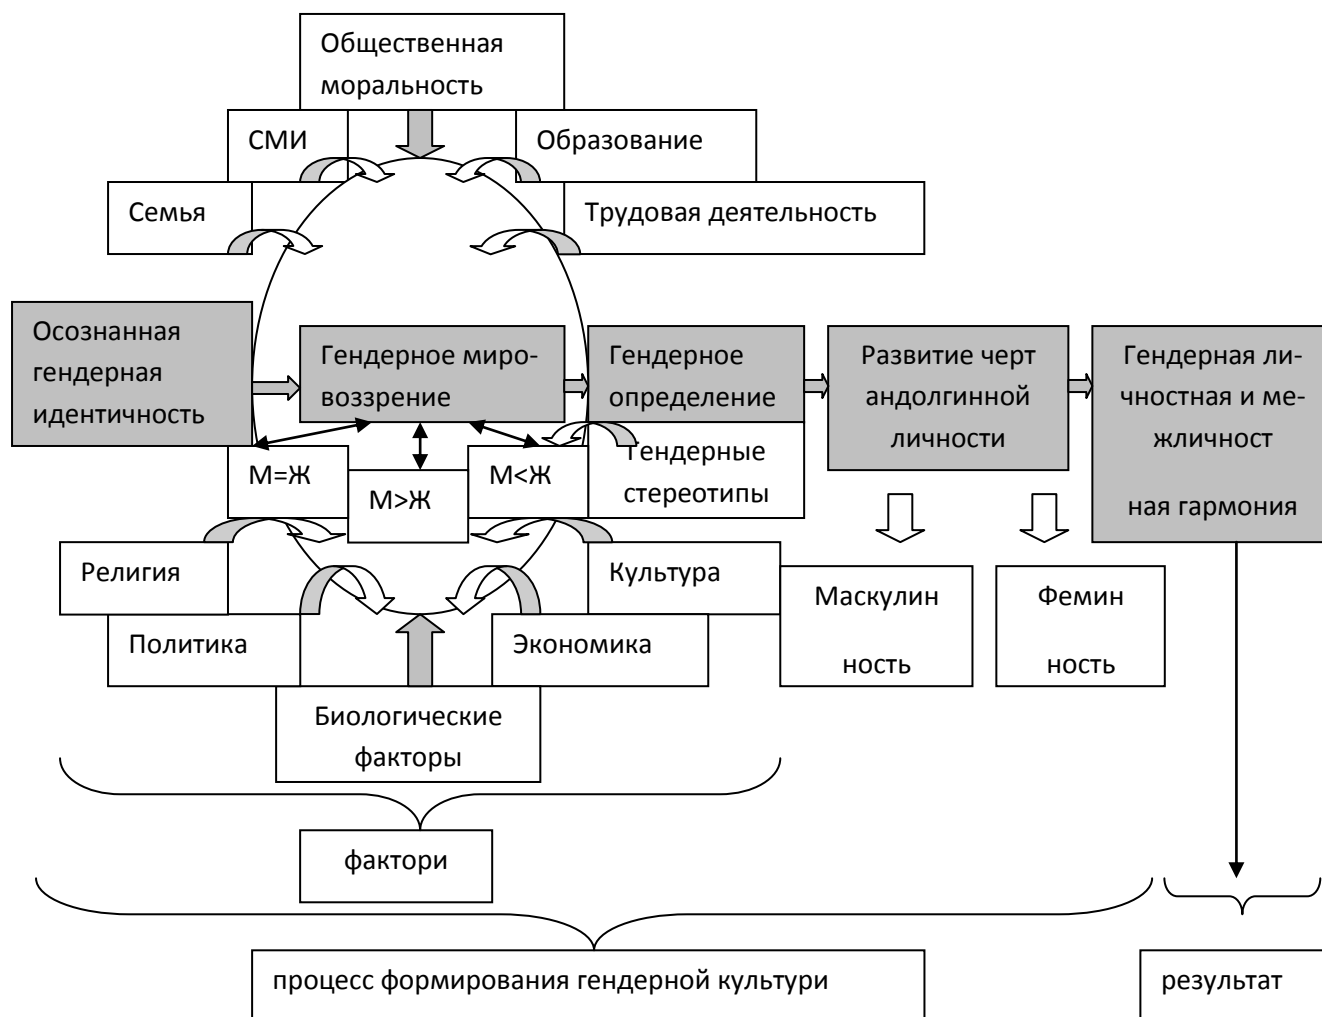 Общественная
моральность
СМИ
Образование
Семья
Трудовая деятельность
Осознанная
гендерная
идентичность
Гендерное миро-
воззрение
Гендерное
определение
Развитие черт
андолгинной
личности
Гендерная ли-
чностная и ме-
жличност
ная гармония
М=Ж
М>Ж
М<Ж
Гендерные
стереотипы
Религия
Культура
Маскулин
ность
Фемин
ность
Политика
Экономика
Биологические
факторы
фактори
процесс формирования гендерной культури
результат